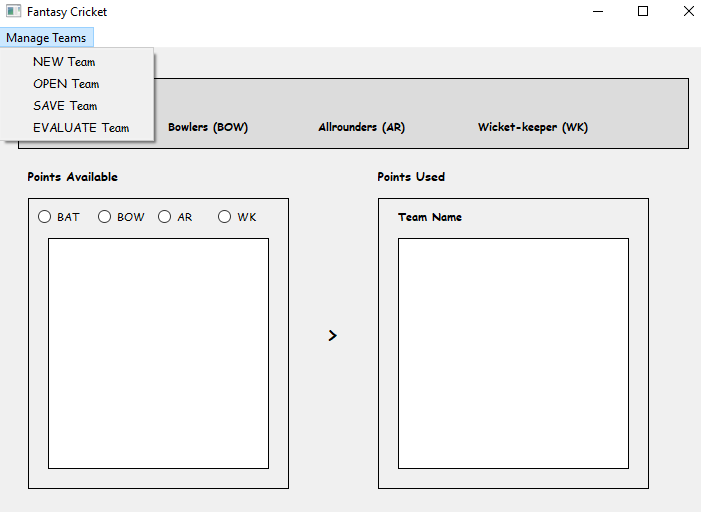 Fantasy Cricket
Manage Teams
NEW Team
OPEN Team
SAVE Team
EVALUATE Team
Bowlers (BOW) Allrounders (AR) Wicket-keeper (WK)
Points Available Points Used
BAT BOW AR WK Team Name
>